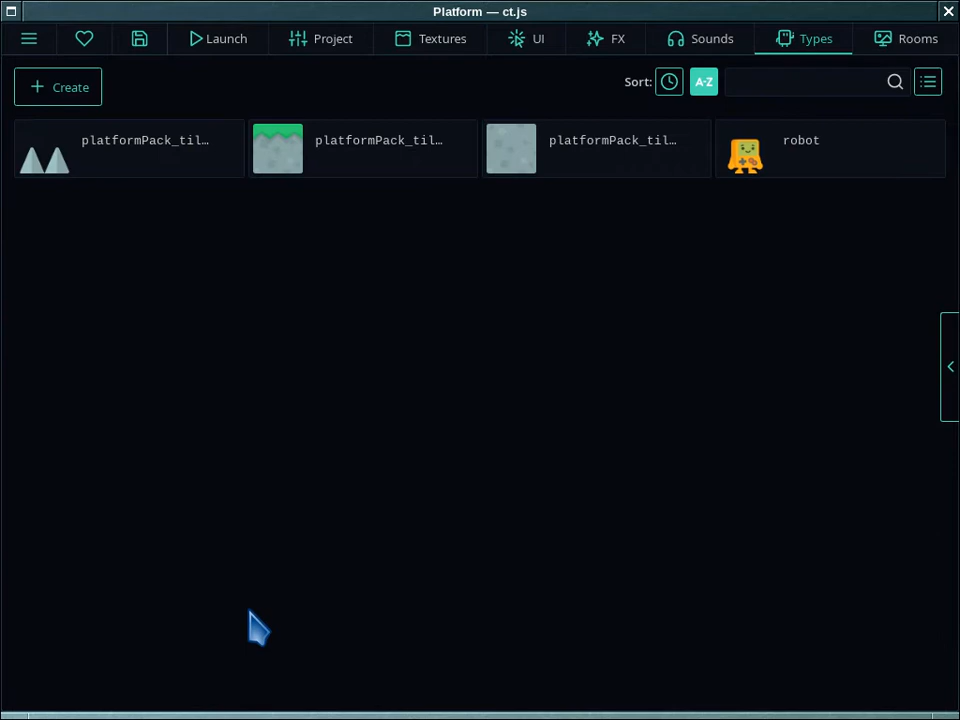 Platform — ct.js
Launch
Project
Textures
UI
FX
Sounds
Types
Rooms
Create
Sort:
A-Z
platformPack_til…
platformPack_til…
platformPack_til…
robot